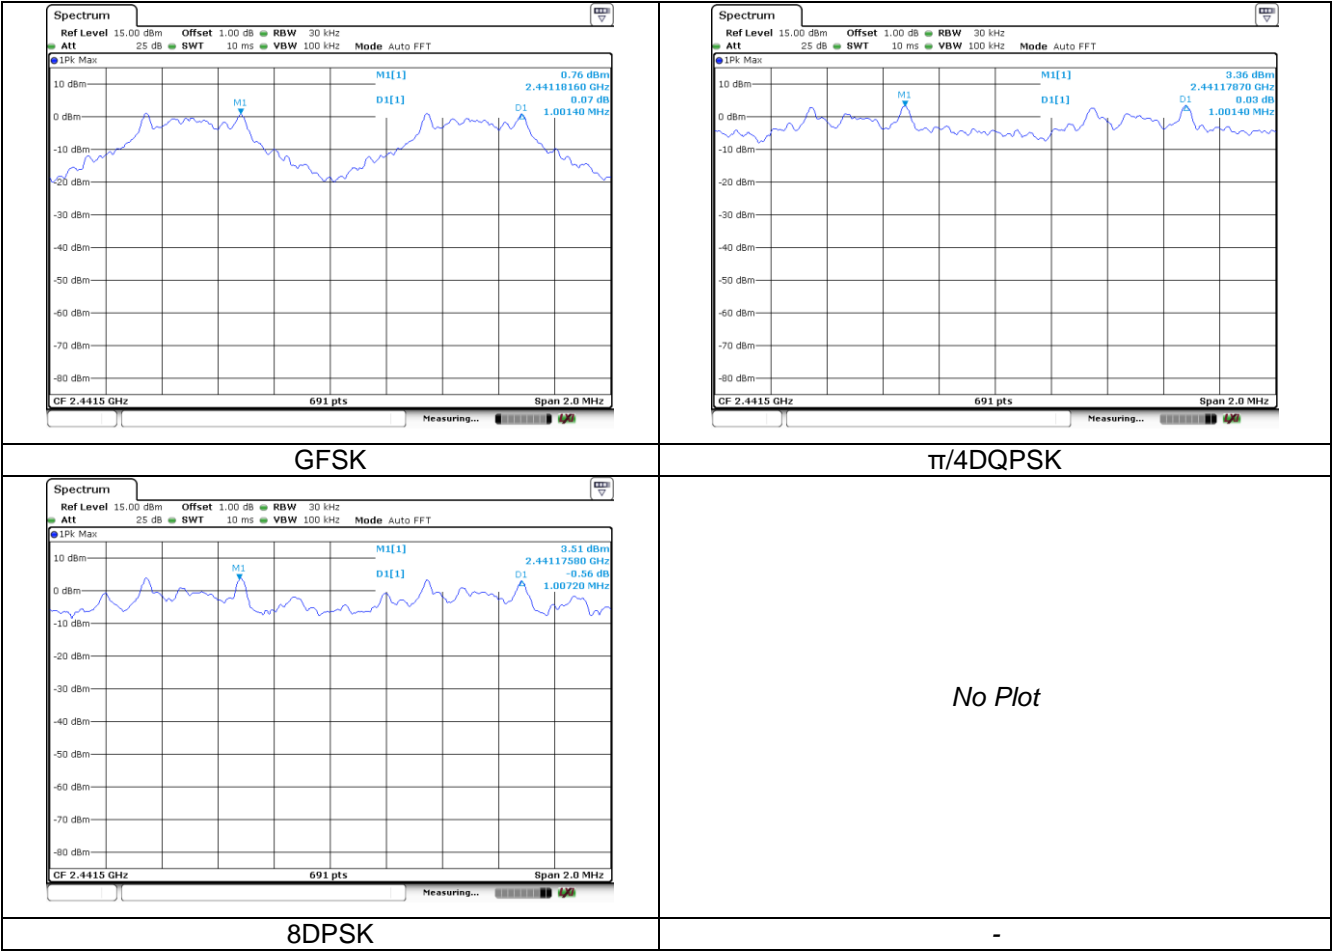 Spectrum
Ref Level 15.00 dBm Offset 1.00 dB RBW 30 kHz
Att 25 dB SWT 10 ms VBW 100 kHz Mode Auto FFT
1Pk Max
M1[1] 0.76 dBm
2.44118160 GHz
D1[1] 0.07 dB
1.00140 MHz
M1
D1
10 dBm
0 dBm
-10 dBm
-20 dBm
-30 dBm
-40 dBm
-50 dBm
-60 dBm
-70 dBm
-80 dBm
CF 2.4415 GHz 691 pts Span 2.0 MHz
Measuring...
GFSK
Spectrum
Ref Level 15.00 dBm Offset 1.00 dB RBW 30 kHz
Att 25 dB SWT 10 ms VBW 100 kHz Mode Auto FFT
1Pk Max
M1[1] 3.36 dBm
2.44117870 GHz
D1[1] 0.03 dB
1.00140 MHz
M1
D1
10 dBm
0 dBm
-10 dBm
-20 dBm
-30 dBm
-40 dBm
-50 dBm
-60 dBm
-70 dBm
-80 dBm
CF 2.4415 GHz 691 pts Span 2.0 MHz
Measuring...
π/4DQPSK
Spectrum
Ref Level 15.00 dBm Offset 1.00 dB RBW 30 kHz
Att 25 dB SWT 10 ms VBW 100 kHz Mode Auto FFT
1Pk Max
M1[1] 3.51 dBm
2.44117580 GHz
D1[1] -0.56 dB
1.00720 MHz
M1
D1
10 dBm
0 dBm
-10 dBm
-20 dBm
-30 dBm
-40 dBm
-50 dBm
-60 dBm
-70 dBm
-80 dBm
CF 2.4415 GHz 691 pts Span 2.0 MHz
Measuring...
8DPSK
No Plot
-